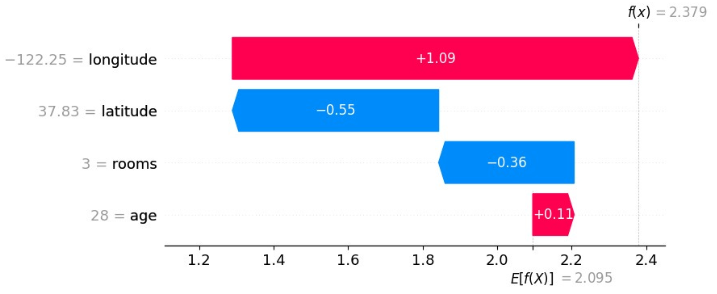 f(x) = 2.379
−122.25 = longitude
+1.09
37.83 = latitude
−0.55
3 = rooms
−0.36
28 = age
+0.11
1.2 1.4 1.6 1.8 2.0 2.2 2.4
E[f(X)] = 2.095